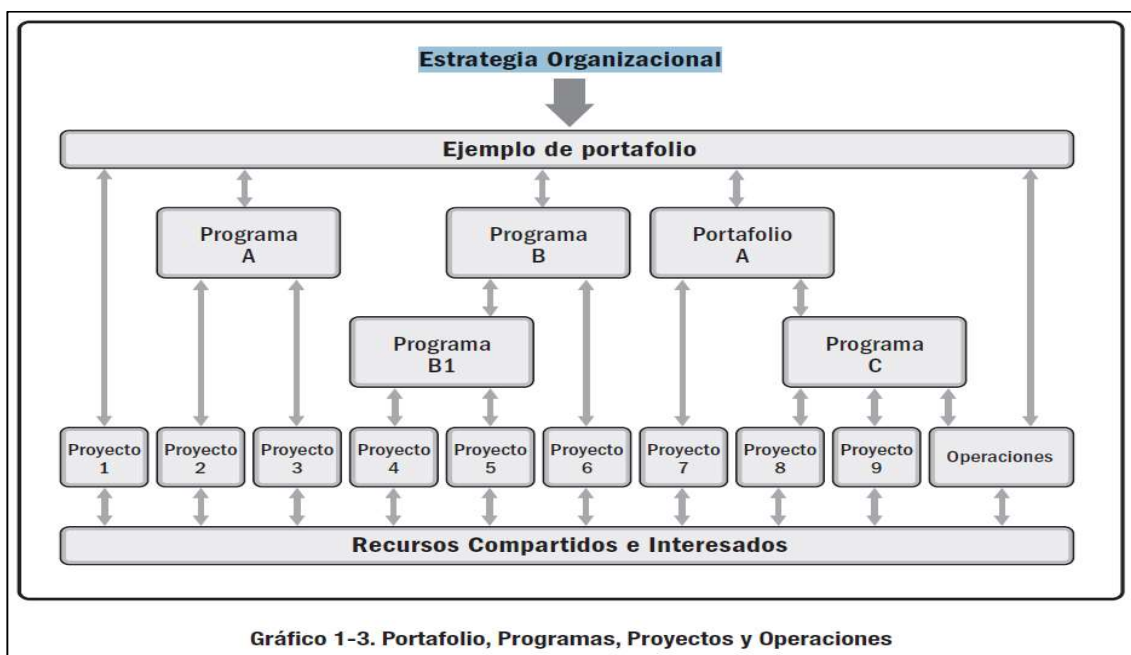 Estrategia Organizacional
Ejemplo de portafolio
Programa
A
Programa
B
Portafolio
A
Programa
B1
Programa
C
Proyecto
1
Proyecto
2
Proyecto
3
Proyecto
4
Proyecto
5
Proyecto
6
Proyecto
7
Proyecto
8
Proyecto
9
Operaciones
Recursos Compartidos e Interesados
Gráfico 1-3. Portafolio, Programas, Proyectos y Operaciones